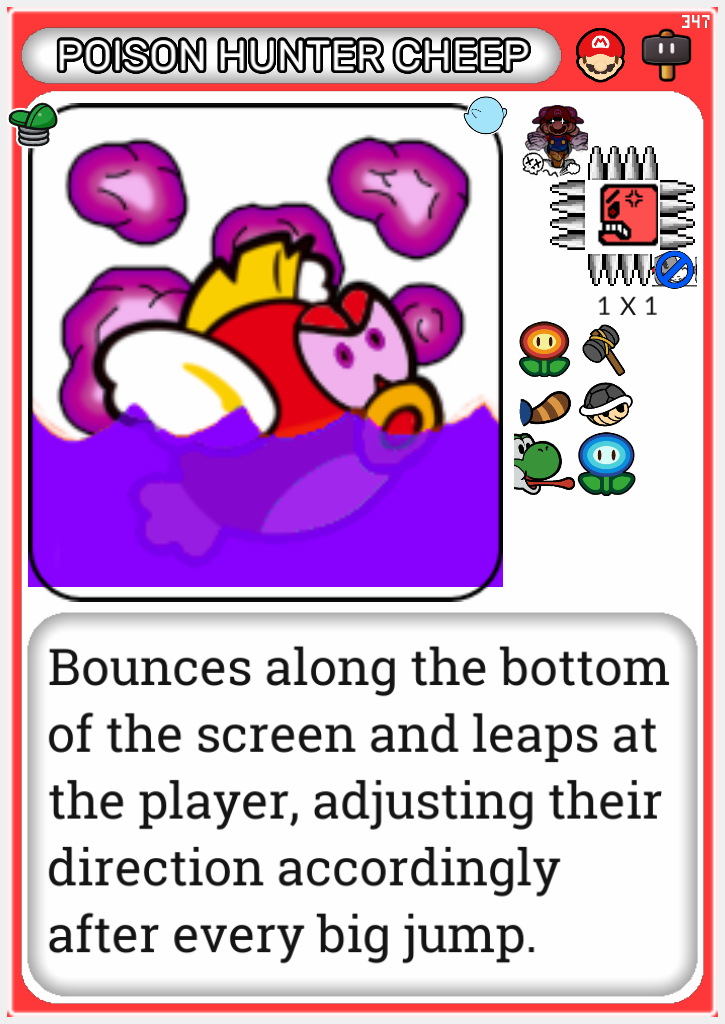 347
POISON HUNTER CHEEP
1 X 1
Bounces along the bottom
of the screen and leaps at
the player, adjusting their
direction accordingly
after every big jump.